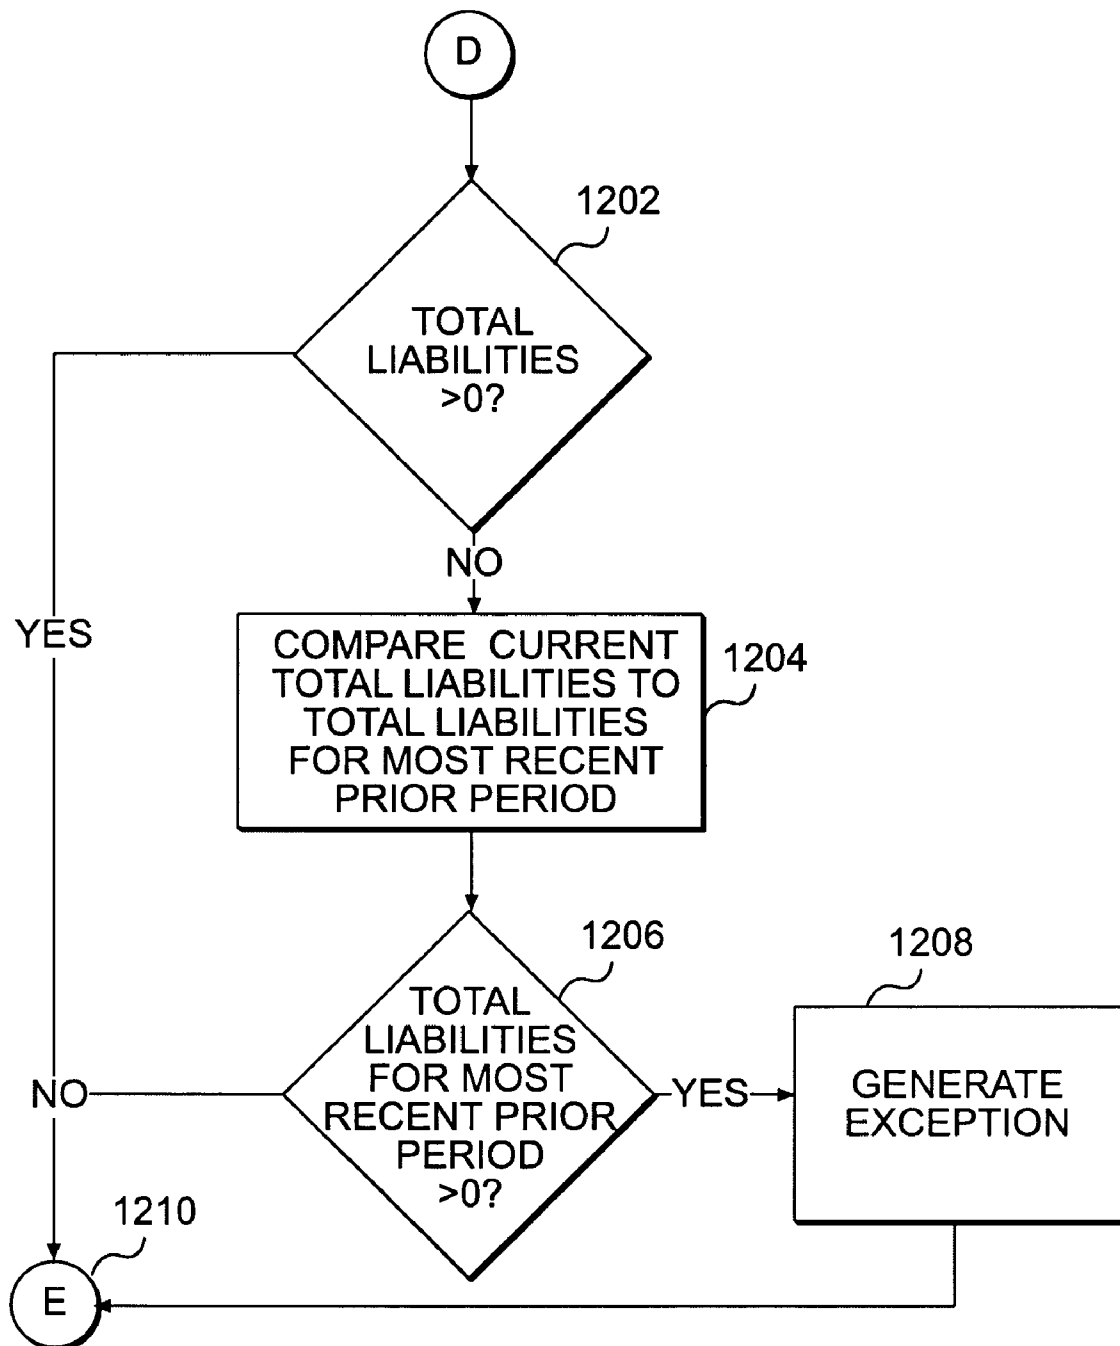 D
1202
TOTAL
LIABILITIES
>0?
NO
YES
COMPARE CURRENT
TOTAL LIABILITIES TO
TOTAL LIABILITIES
FOR MOST RECENT
PRIOR PERIOD
1204
1206
TOTAL
LIABILITIES
FOR MOST
RECENT PRIOR
PERIOD
>0?
NO
YES
1208
GENERATE
EXCEPTION
1210
E